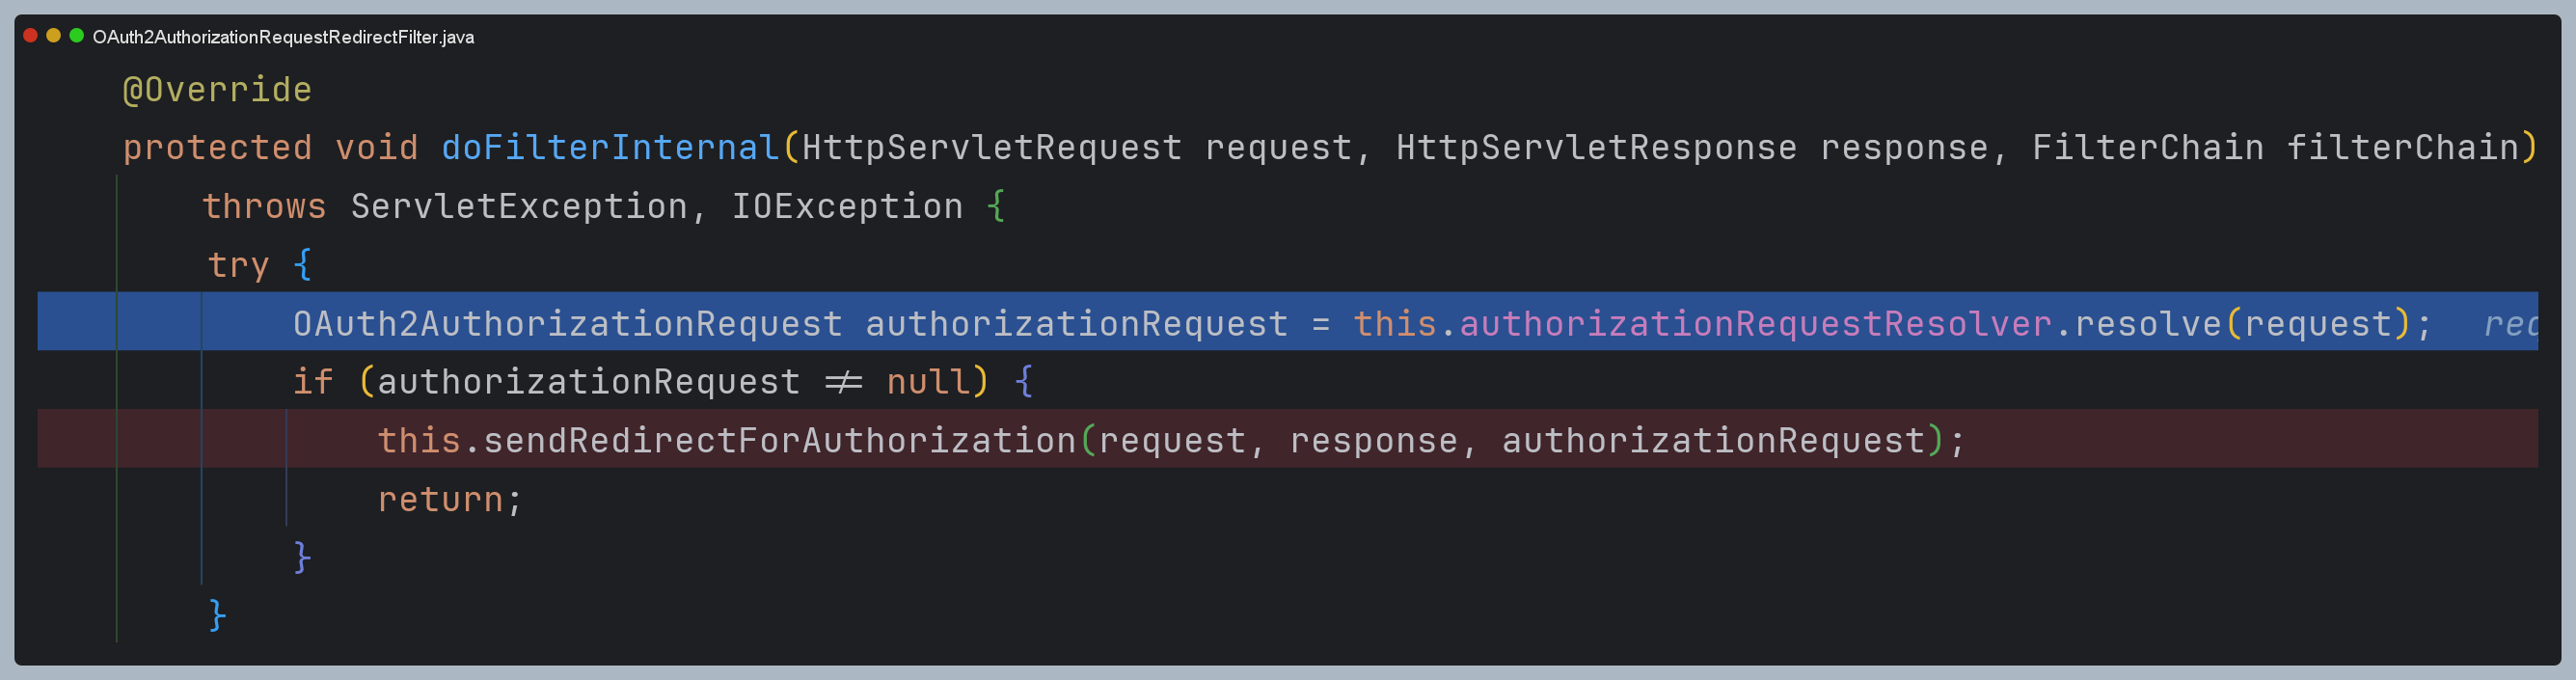 OAuth2AuthorizationRequestRedirectFilter.java
@Override
protected void doFilterInternal(HttpServletRequest request, HttpServletResponse response, FilterChain filterChain)
throws ServletException, IOException {
try {
OAuth2AuthorizationRequest authorizationRequest = this.authorizationRequestResolver.resolve(request);
if (authorizationRequest != null) {
this.sendRedirectForAuthorization(request, response, authorizationRequest);
return;
}
}